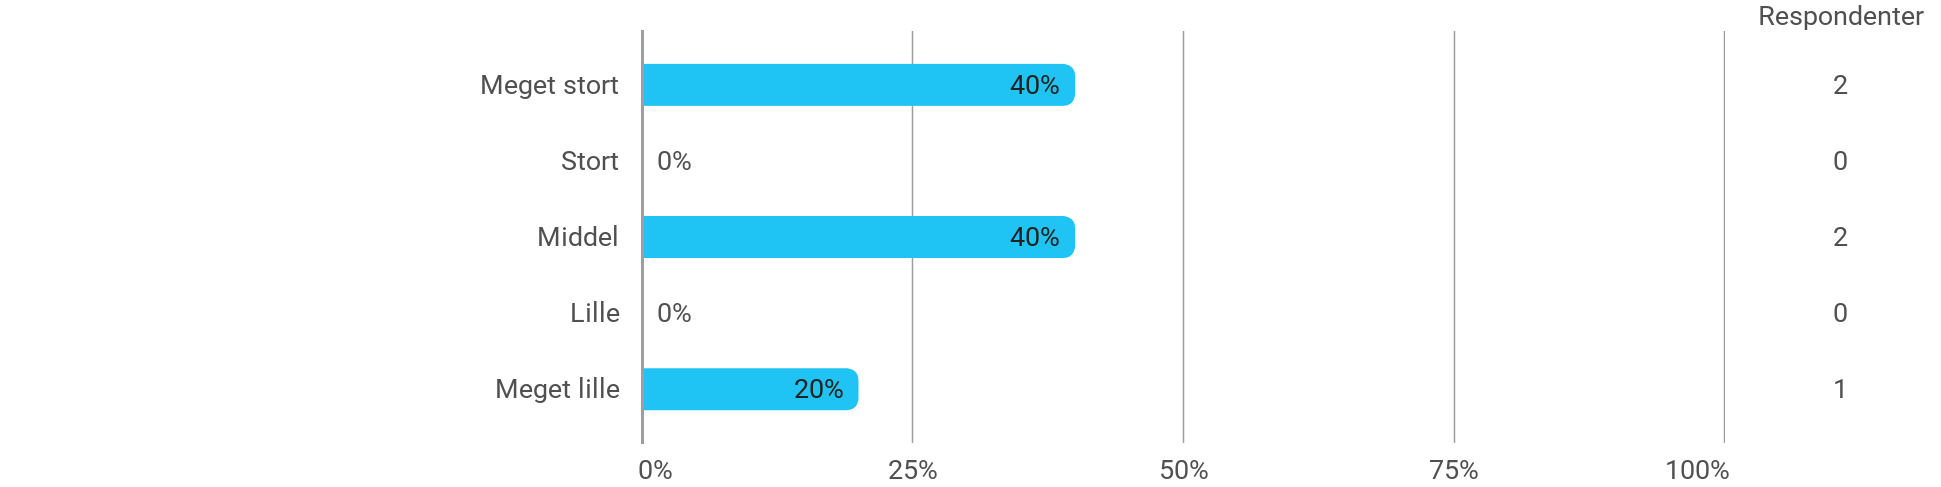 Respondenter
Meget stort 40% 2
Stort 0% 0
Middel 40% 2
Lille 0% 0
Meget lille 20% 1
0% 25% 50% 75% 100%